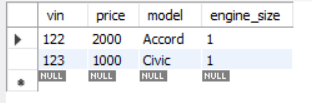 vin price model engine_size
122 2000 Accord 1
123 1000 Civic 1
NULL NULL NULL NULL